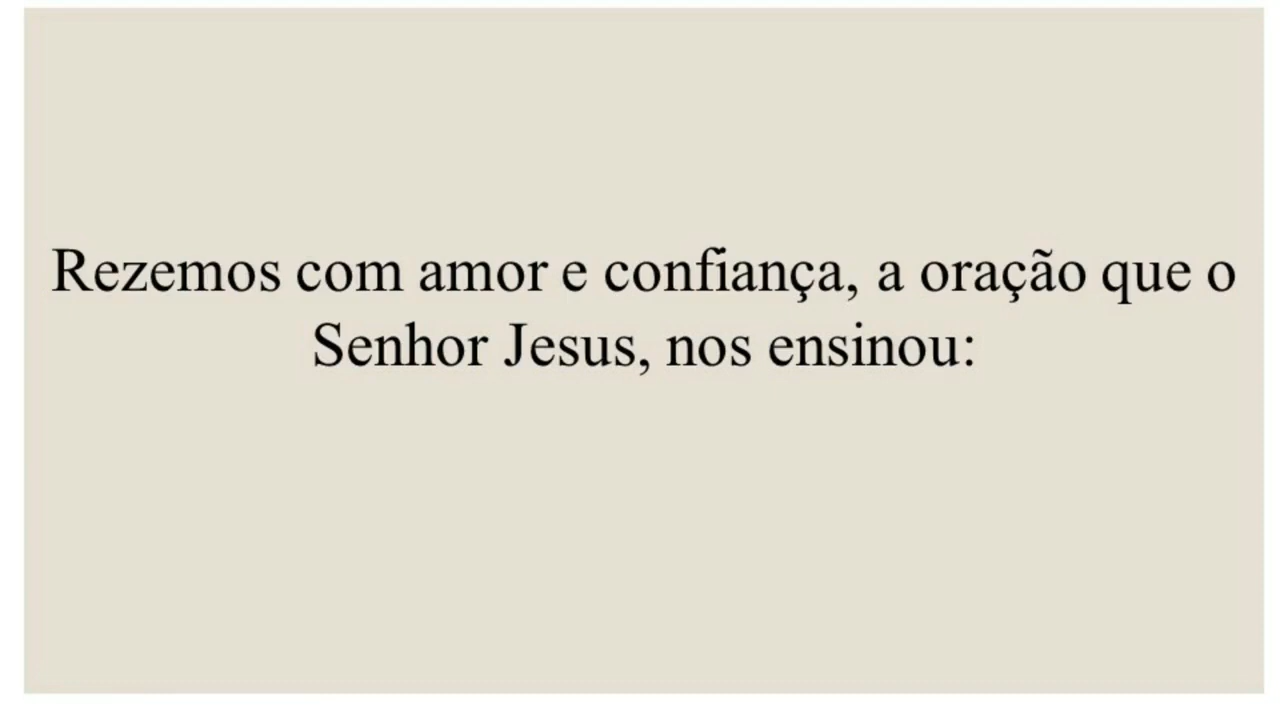 Rezemos com amor e confiança, a oração que o
Senhor Jesus, nos ensinou: